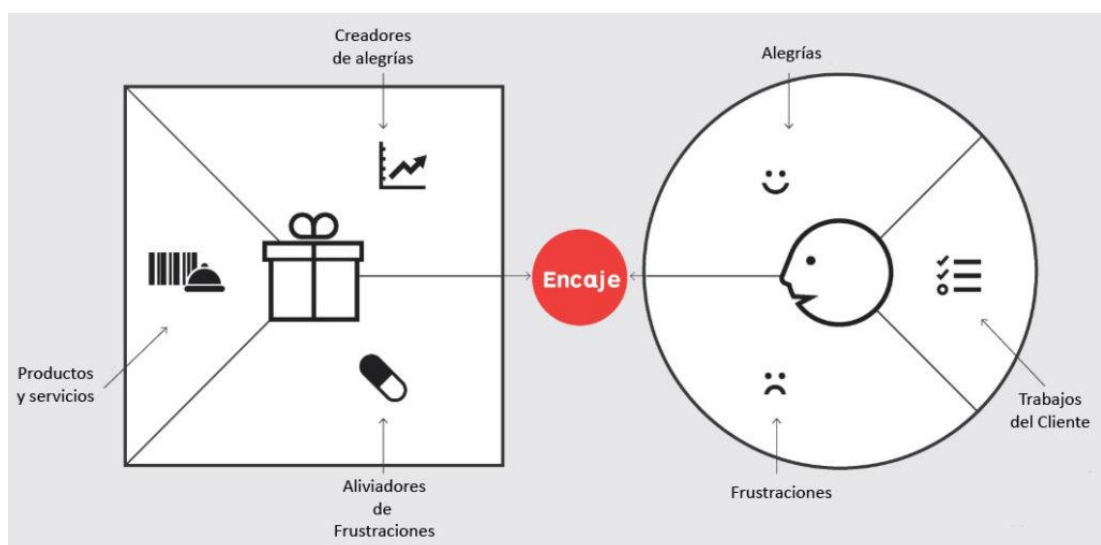 Creadores
de alegrías
Alegrías
Encaje
Productos
y servicios
Trabajos
del Cliente
Aliviadores
de
Frustraciones
Frustraciones